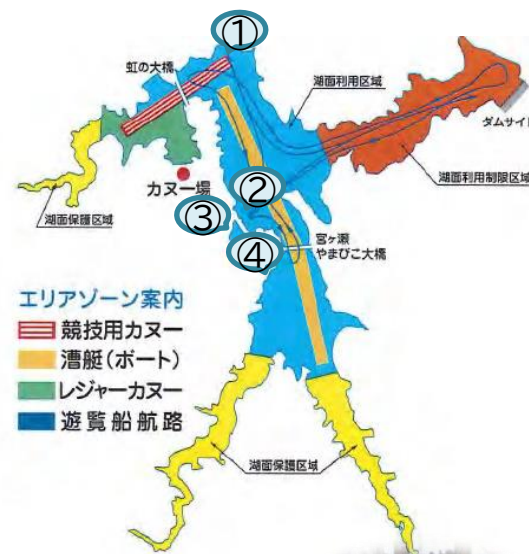 ①
虹の大橋
湖面利用区域
ダムサイト
湖面利用制限区域
カヌー場
湖面保護区域
②
③
④
宮ヶ瀬
やまびこ大橋
エリアゾーン案内
競技用カヌー
漕艇(ボート)
レジャーカヌー
遊覧船航路
湖面保護区域